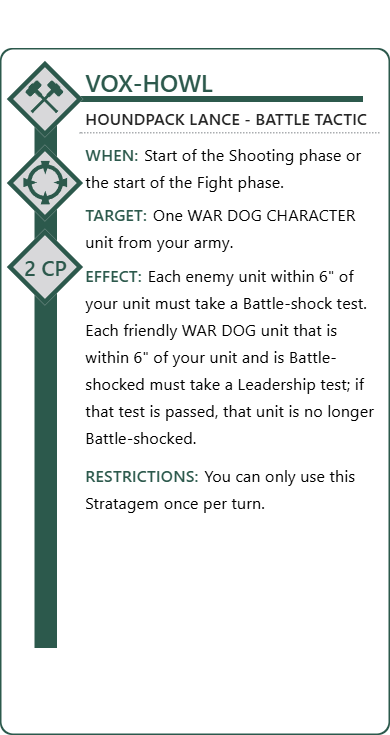 VOX-HOWL
HOUNDPACK LANCE - BATTLE TACTIC
WHEN: Start of the Shooting phase or
the start of the Fight phase.
TARGET: One WAR DOG CHARACTER
unit from your army.
2 CP
EFFECT: Each enemy unit within 6" of
your unit must take a Battle-shock test.
Each friendly WAR DOG unit that is
within 6" of your unit and is Battle-
shocked must take a Leadership test; if
that test is passed, that unit is no longer
Battle-shocked.
RESTRICTIONS: You can only use this
Stratagem once per turn.